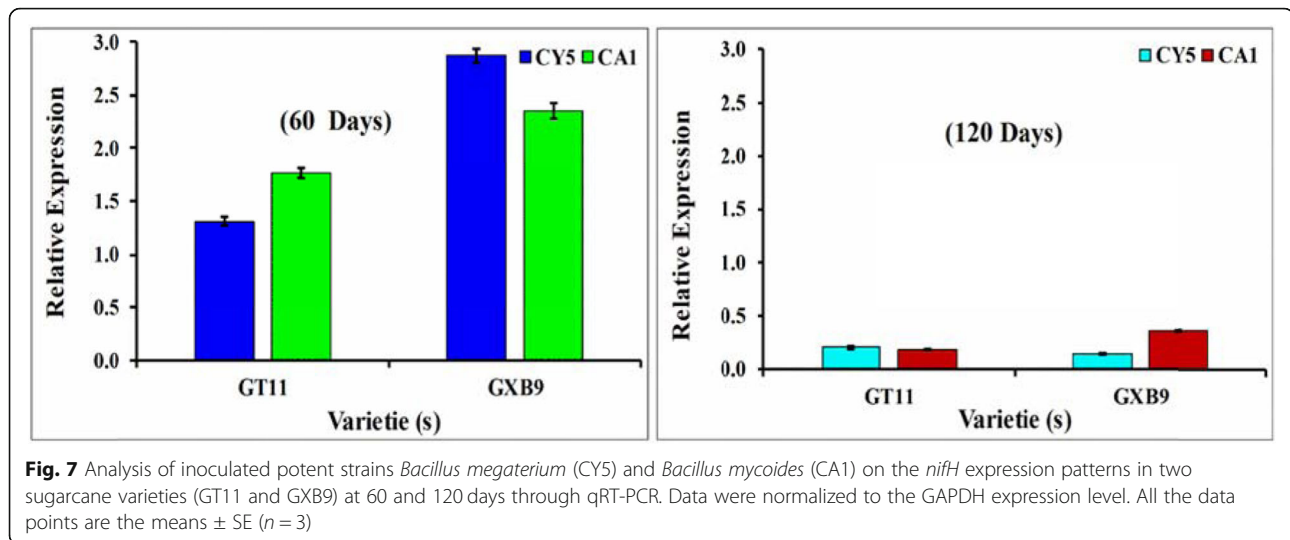 3.0
2.5
2.0
1.5
1.0
0.5
0.0
Relative Expression
CY5 CA1
(60 Days)
GT11 GXB9
Varietie (s)
3.0
2.5
2.0
1.5
1.0
0.5
0.0
Relative Expression
CY5 CA1
(120 Days)
GT11 GXB9
Varietie (s)
Fig. 7 Analysis of inoculated potent strains Bacillus megaterium (CY5) and Bacillus mycoides (CA1) on the nifH expression patterns in two
sugarcane varieties (GT11 and GXB9) at 60 and 120 days through qRT-PCR. Data were normalized to the GAPDH expression level. All the data
points are the means ± SE (n = 3)